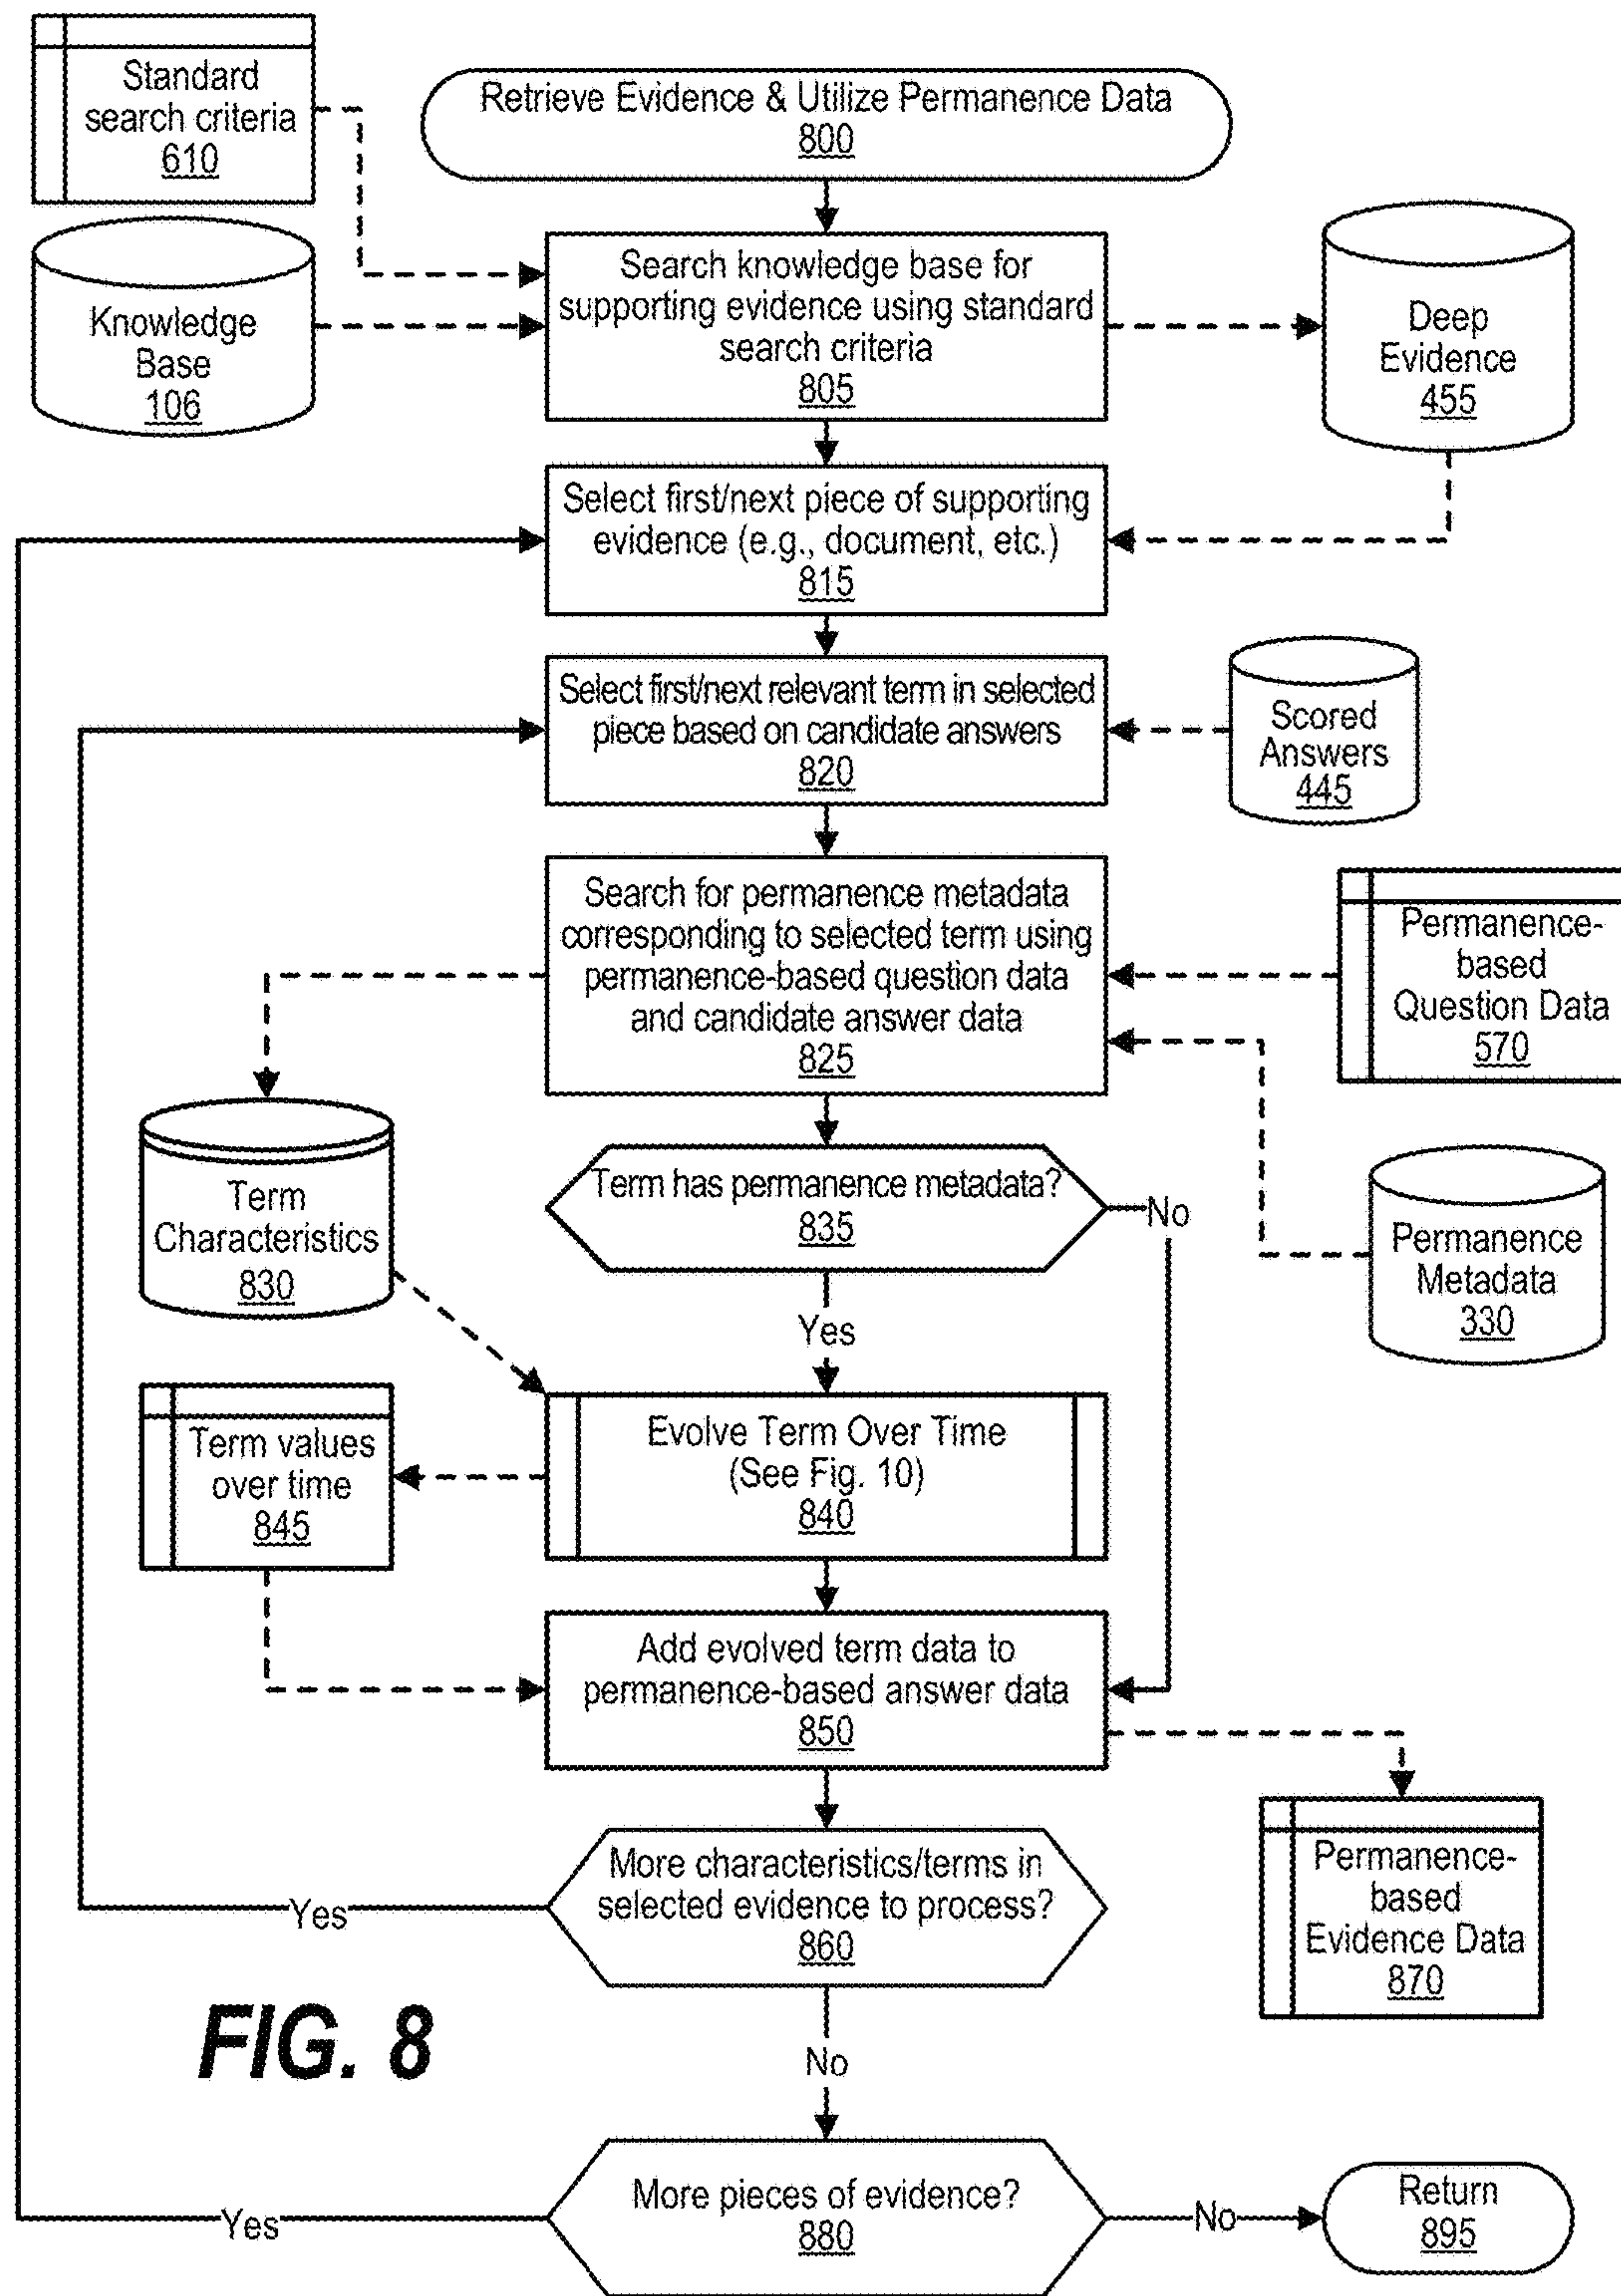 Standard
search criteria
610
Retrieve Evidence & Utilize Permanence Data
800
Knowledge
Base
106
Search knowledge base for
supporting evidence using standard
search criteria
805
Deep
Evidence
455
Select first/next piece of supporting
evidence (e.g., document, etc.)
815
Select first/next relevant term in selected
piece based on candidate answers
820
Scored
Answers
445
Search for permanence metadata
corresponding to selected term using
permanence-based question data
and candidate answer data
825
Permanence-
based
Question Data
570
Term
Characteristics
830
Term has permanence metadata?
835
No
Permanence
Metadata
330
Yes
Term values
over time
845
Evolve Term Over Time
(See Fig. 10)
840
Add evolved term data to
permanence-based answer data
850
More characteristics/terms in
selected evidence to process?
860
Yes
Permanence-
based
Evidence Data
870
FIG. 8
No
More pieces of evidence?
880
Yes
No
Return
895